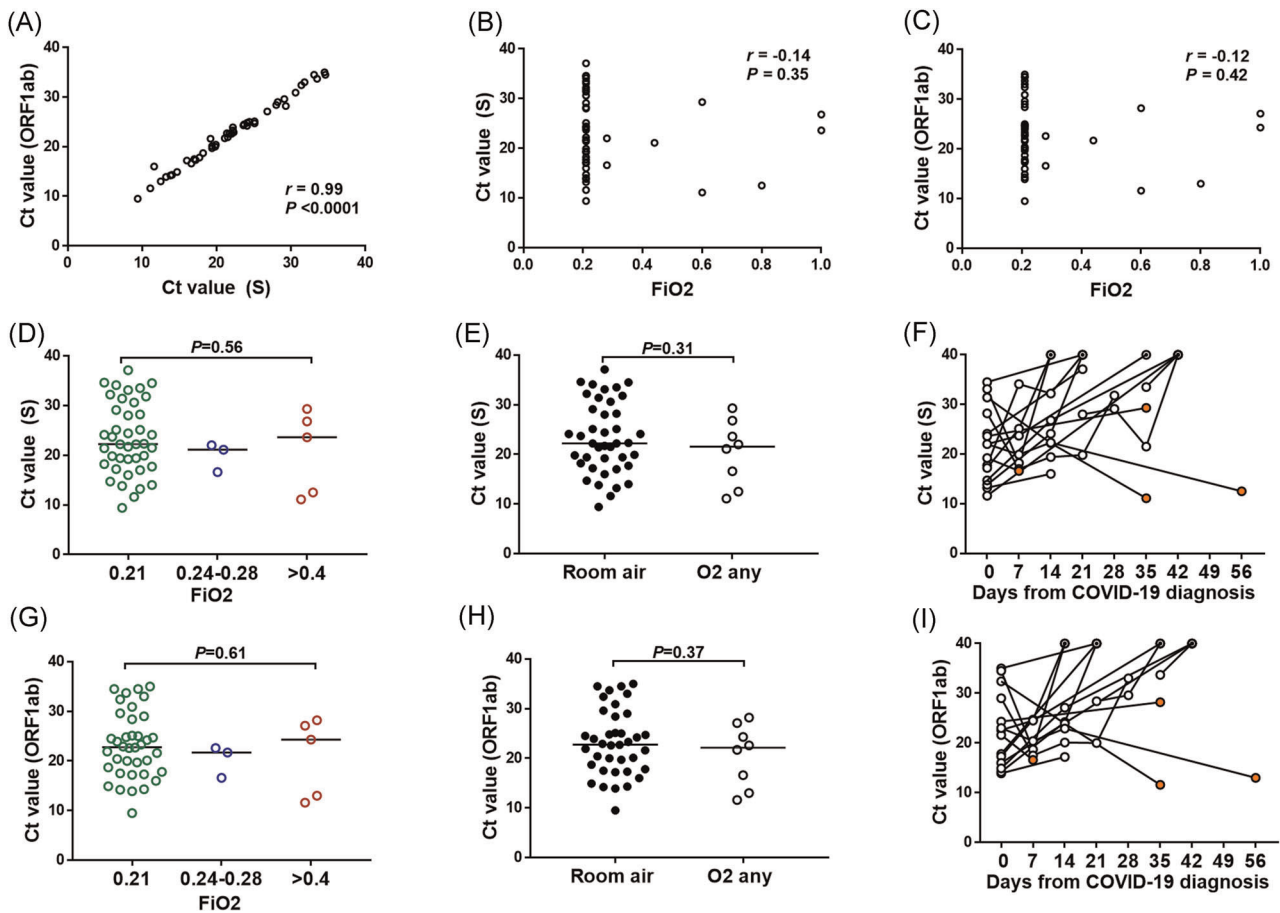 (A)
40
30
20
10
0
Ct value (ORF1ab)
r = 0.99
P <0.0001
0 10 20 30 40
Ct value (S)
(B)
40
30
20
10
0
Ct value (S)
r = -0.14
P = 0.35
0.0 0.2 0.4 0.6 0.8 1.0
FiO2
(C)
40
30
20
10
0
Ct value (ORF1ab)
r = -0.12
P = 0.42
0.0 0.2 0.4 0.6 0.8 1.0
FiO2
(D)
P=0.56
40
30
20
10
0
Ct value (S)
0.21 0.24-0.28 >0.4
FiO2
(E)
P=0.31
40
30
20
10
0
Ct value (S)
Room air O2 any
(F)
40
30
20
10
0
Ct value (S)
0 7 14 21 28 35 42 49 56
Days from COVID-19 diagnosis
(G)
P=0.61
40
30
20
10
0
Ct value (ORF1ab)
0.21 0.24-0.28 >0.4
FiO2
(H)
P=0.37
40
30
20
10
0
Ct value (ORF1ab)
Room air O2 any
(I)
40
30
20
10
0
Ct value (ORF1ab)
0 7 14 21 28 35 42 49 56
Days from COVID-19 diagnosis